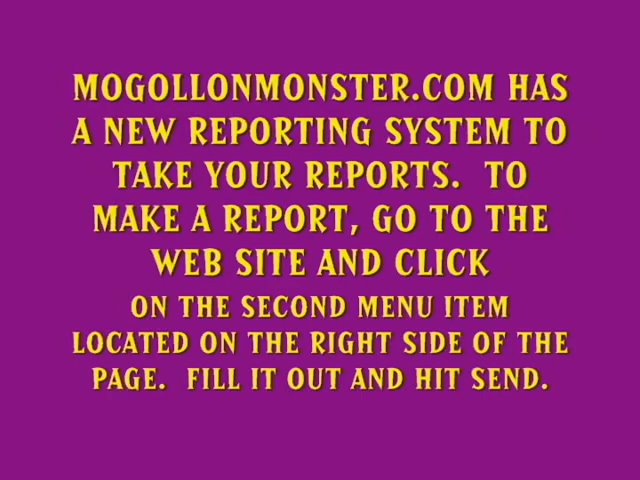 MOGOLLONMONSTER.COM HAS
A NEW REPORTING SYSTEM TO
TAKE YOUR REPORTS.  TO
MAKE A REPORT, GO TO THE
WEB SITE AND CLICK
ON THE SECOND MENU ITEM
LOCATED ON THE RIGHT SIDE OF THE
PAGE.  FILL IT OUT AND HIT SEND.